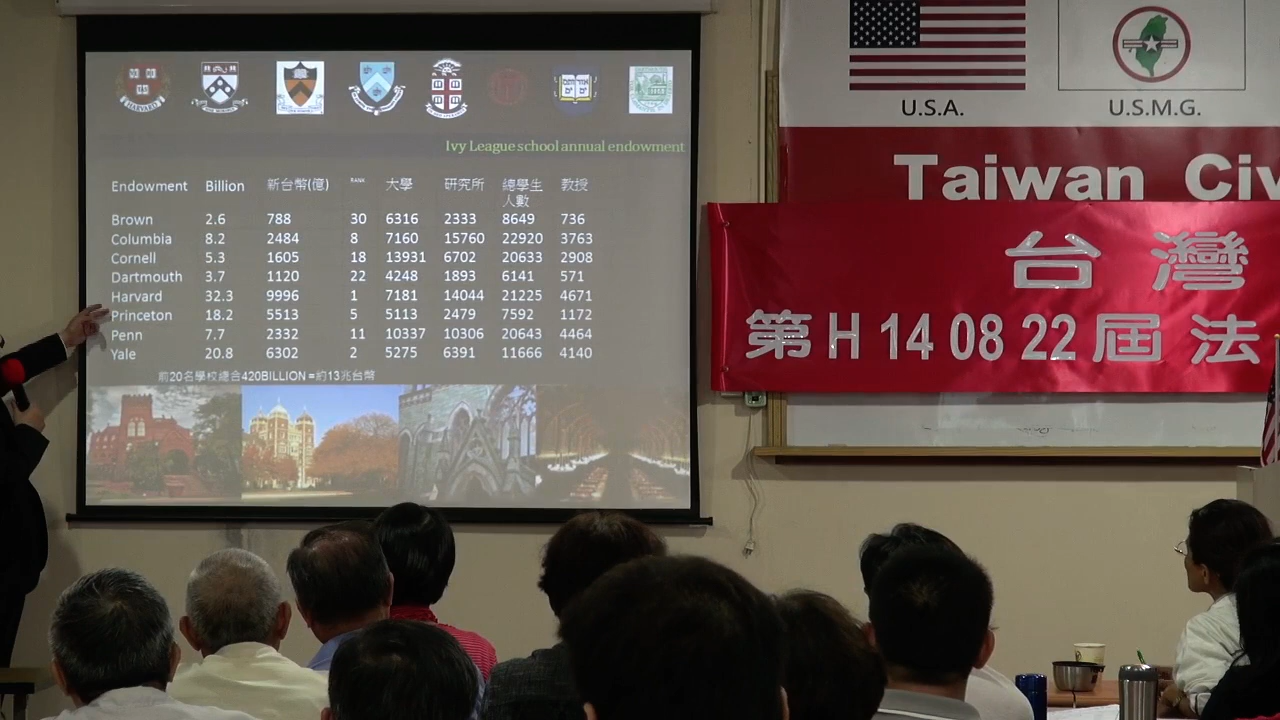 HARVARD
Ivy League school annual endowment
Endowment Billion 新台幣(億) RANK 大學 研究所 總學生人數 教授
Brown 2.6 788 30 6316 2333 8649 736
Columbia 8.2 2484 8 7160 15760 22920 3763
Cornell 5.3 1605 18 13931 6702 20633 2908
Dartmouth 3.7 1120 22 4248 1893 6141 571
Harvard 32.3 9996 1 7181 14044 21225 4671
Princeton 18.2 5513 5 5113 2479 7592 1172
Penn 7.7 2332 11 10337 10306 20643 4464
Yale 20.8 6302 2 5275 6391 11666 4140
前20名學校總合420BILLION =約13兆台幣
U.S.A. U.S.M.G.
Taiwan Civ
台灣
第H 14 08 22屆 法